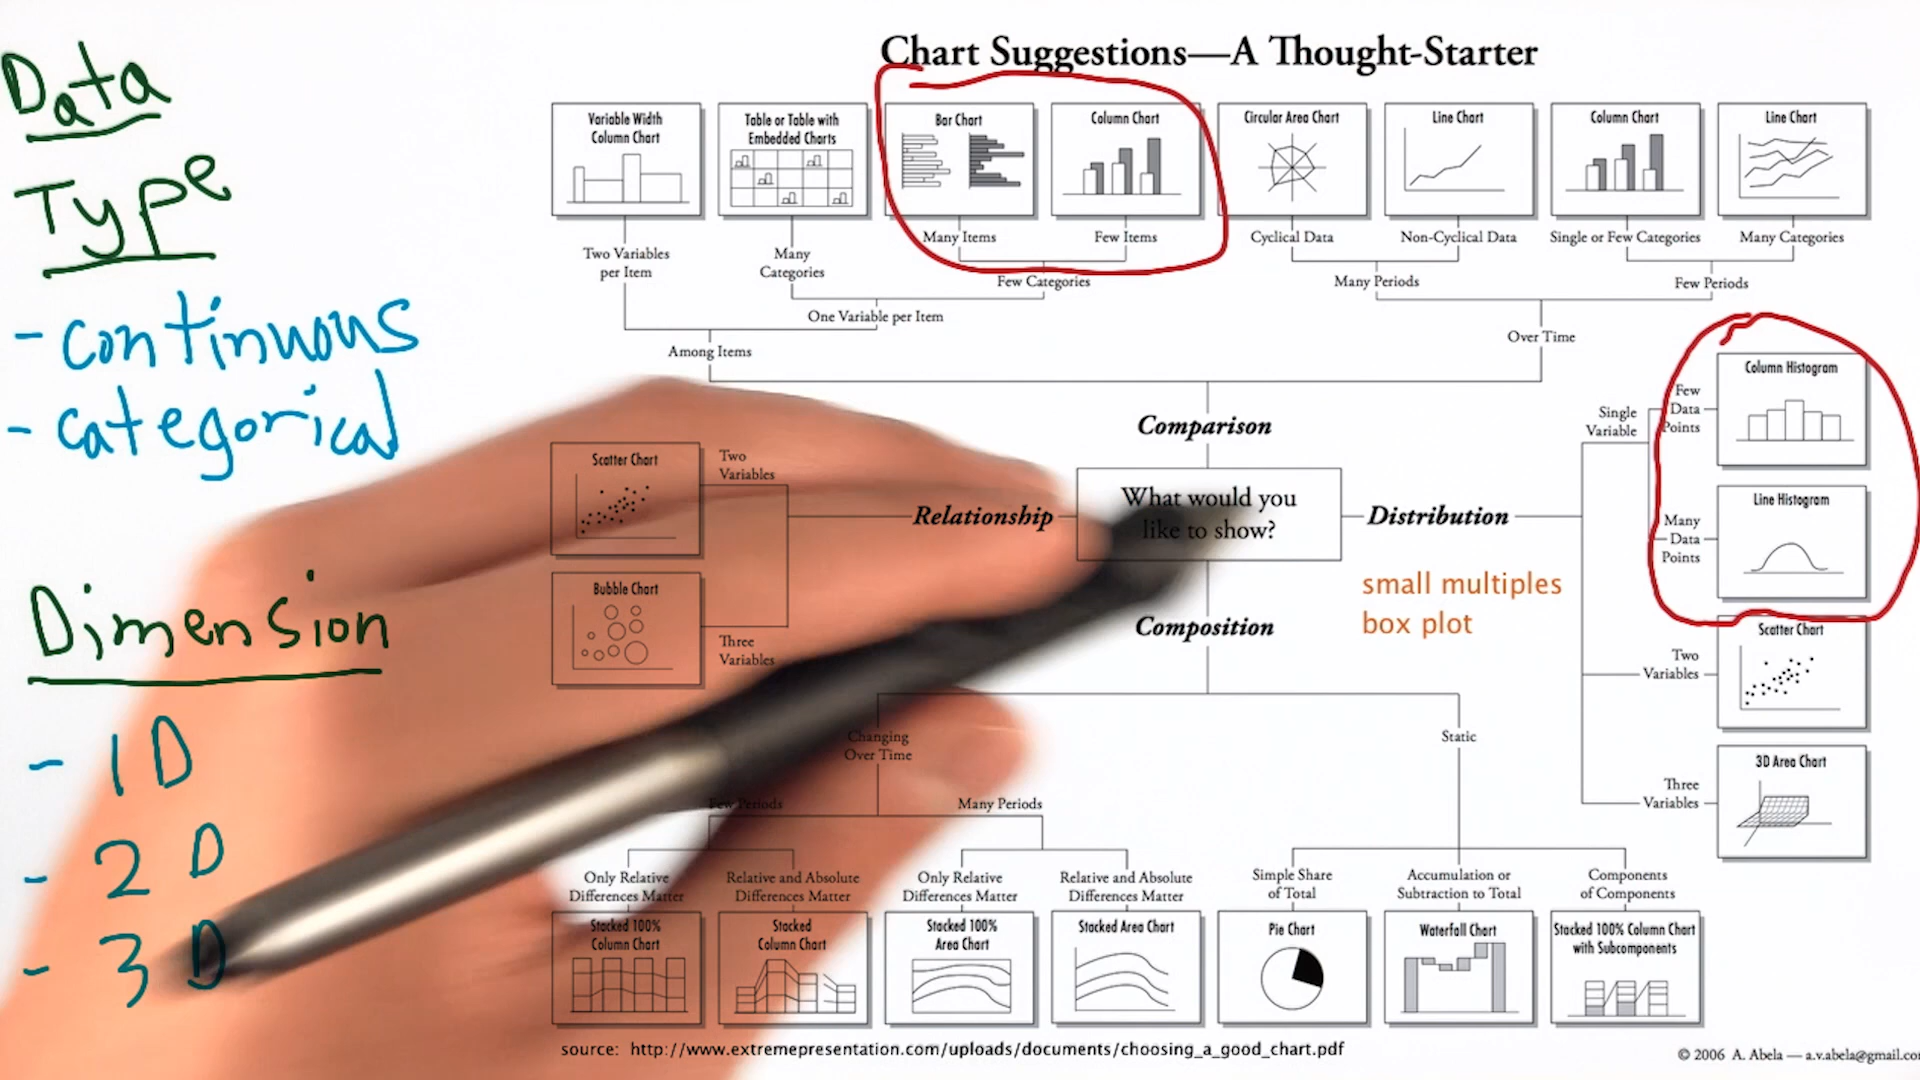 Data
Type
- continuous
- categorical
Dimension
- 1D
- 2D
- 3D
Chart Suggestions—A Thought-Starter
Variable Width
Column Chart
Table or Table with
Embedded Charts
Bar Chart
Column Chart
Circular Area Chart
Line Chart
Column Chart
Line Chart
Two Variables
per Item
Many
Categories
Many Items
Few Items
Cyclical Data
Non-Cyclical Data
Single or Few Categories
Many Categories
Few Categories
Many Periods
Few Periods
One Variable per Item
Among Items
Over Time
Comparison
What would you
like to show?
Relationship
Distribution
Composition
small multiples
box plot
Scatter Chart
Two
Variables
Bubble Chart
Three
Variables
Single
Variable
Few
Data
Points
Column Histogram
Many
Data
Points
Line Histogram
Two
Variables
Scatter Chart
Three
Variables
3D Area Chart
Changing
Over Time
Static
Few Periods
Many Periods
Only Relative
Differences Matter
Relative and Absolute
Differences Matter
Only Relative
Differences Matter
Relative and Absolute
Differences Matter
Simple Share
of Total
Accumulation or
Subtraction to Total
Components
of Components
Stacked 100%
Column Chart
Stacked
Column Chart
Stacked 100%
Area Chart
Stacked Area Chart
Pie Chart
Waterfall Chart
Stacked 100% Column Chart
with Subcomponents
source: http://www.extremepresentation.com/uploads/documents/choosing_a_good_chart.pdf
© 2006 A. Abela — a.v.abela@gmail.co